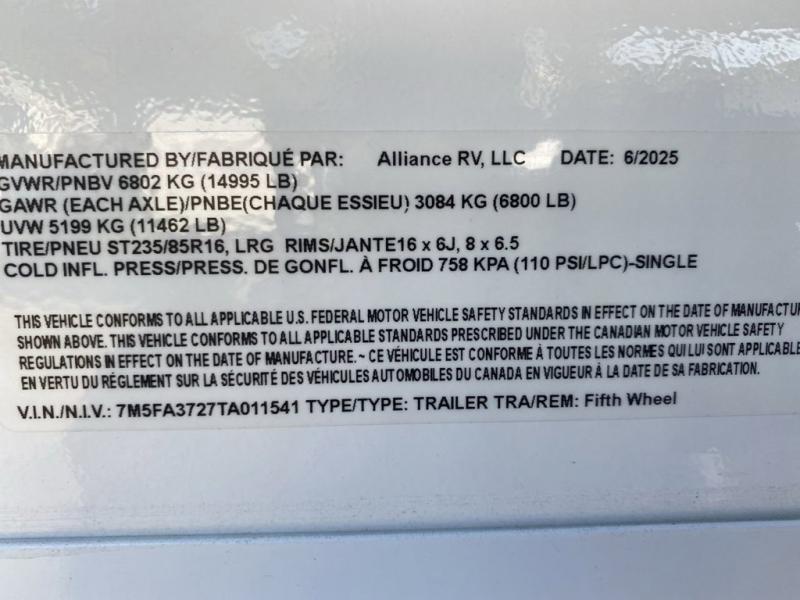 MANUFACTURED BY/FABRIQUÉ PAR: Alliance RV, LLC DATE: 6/2025
GVWR/PNBV 6802 KG (14995 LB)
GAWR (EACH AXLE)/PNBE(CHAQUE ESSIEU) 3084 KG (6800 LB)
UVW 5199 KG (11462 LB)
TIRE/PNEU ST235/85R16, LRG RIMS/JANTE16 x 6J, 8 x 6.5
COLD INFL. PRESS/PRESS. DE GONFL. À FROID 758 KPA (110 PSI/LPC)-SINGLE
THIS VEHICLE CONFORMS TO ALL APPLICABLE U.S. FEDERAL MOTOR VEHICLE SAFETY STANDARDS IN EFFECT ON THE DATE OF MANUFACTUR
SHOWN ABOVE. THIS VEHICLE CONFORMS TO ALL APPLICABLE STANDARDS PRESCRIBED UNDER THE CANADIAN MOTOR VEHICLE SAFETY
REGULATIONS IN EFFECT ON THE DATE OF MANUFACTURE. ~ CE VÉHICULE EST CONFORME À TOUTES LES NORMES QUI LUI SONT APPLICABLE
EN VERTU DU RÉGLEMENT SUR LA SÉCURITÉ DES VÉHICULES AUTOMOBILES DU CANADA EN VIGUEUR À LA DATE DE SA FABRICATION.
V.I.N./N.I.V.: 7M5FA3727TA011541 TYPE/TYPE: TRAILER TRA/REM: Fifth Wheel